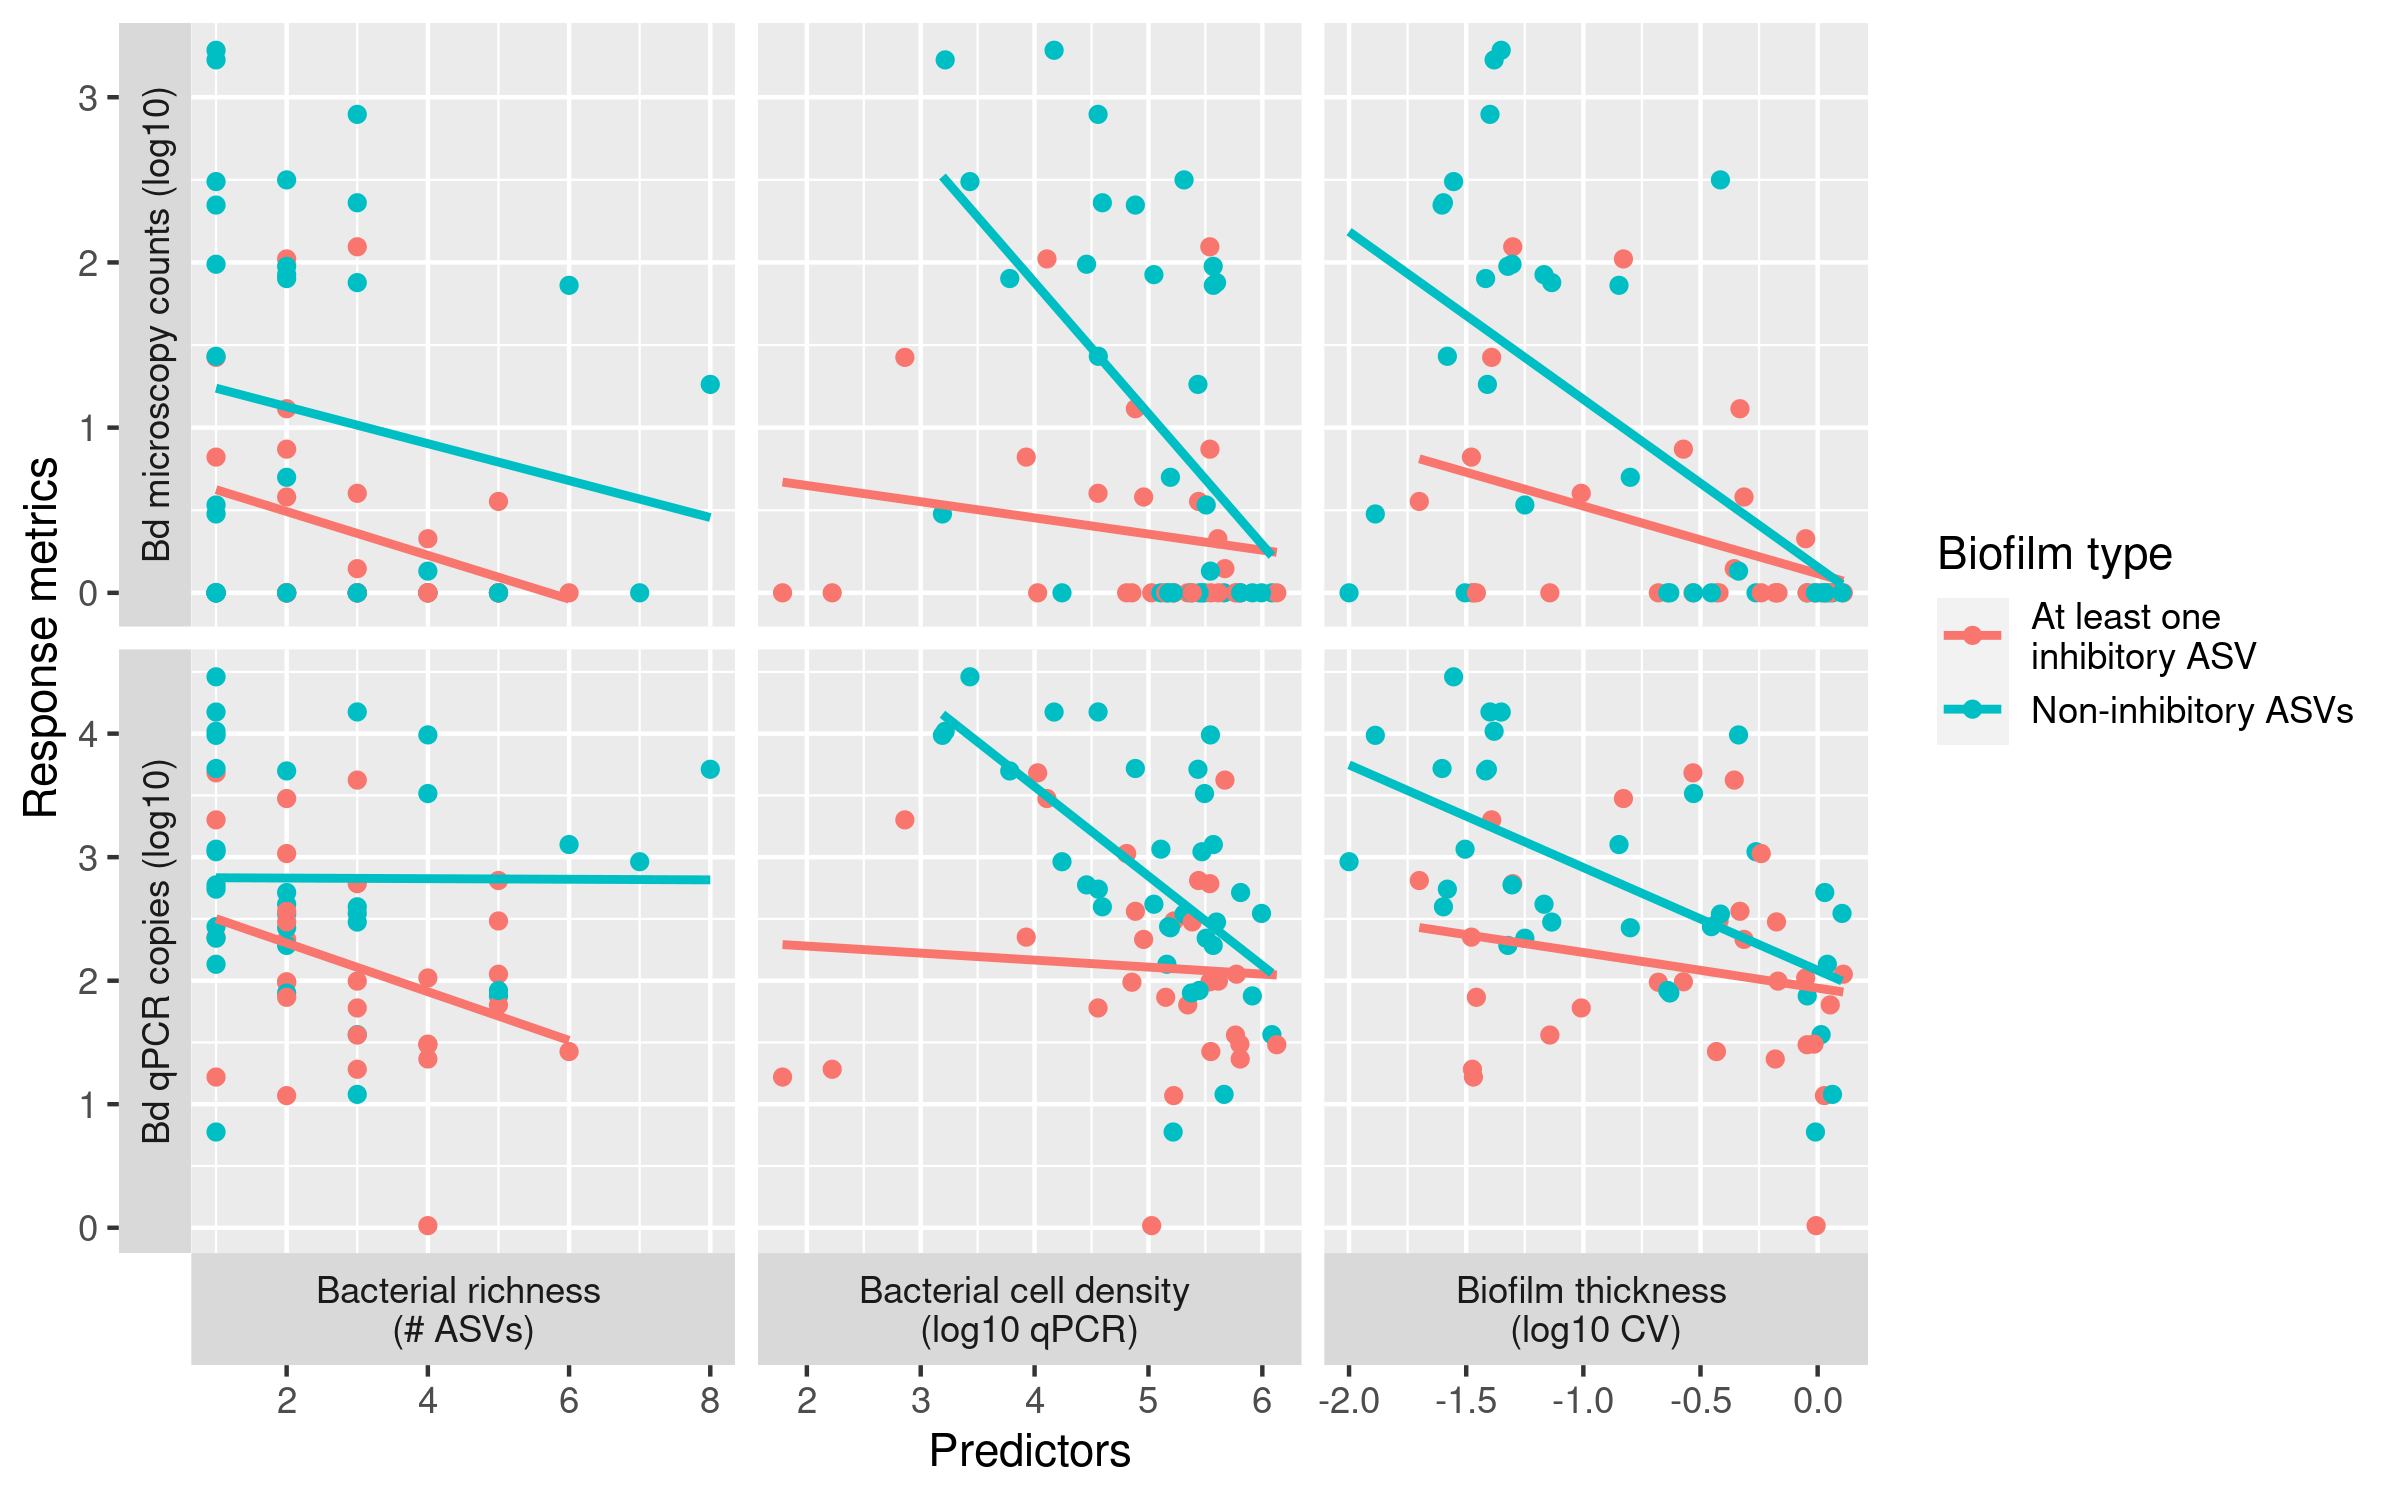 Response metrics
Bd microscopy counts (log10)
3
2
1
0
Bd qPCR copies (log10)
4
3
2
1
0
Bacterial richness
(# ASVs)
Bacterial cell density
(log10 qPCR)
Biofilm thickness
(log10 CV)
2 4 6 8
2 3 4 5 6
-2.0 -1.5 -1.0 -0.5 0.0
Predictors
Biofilm type
At least one
inhibitory ASV
Non-inhibitory ASVs